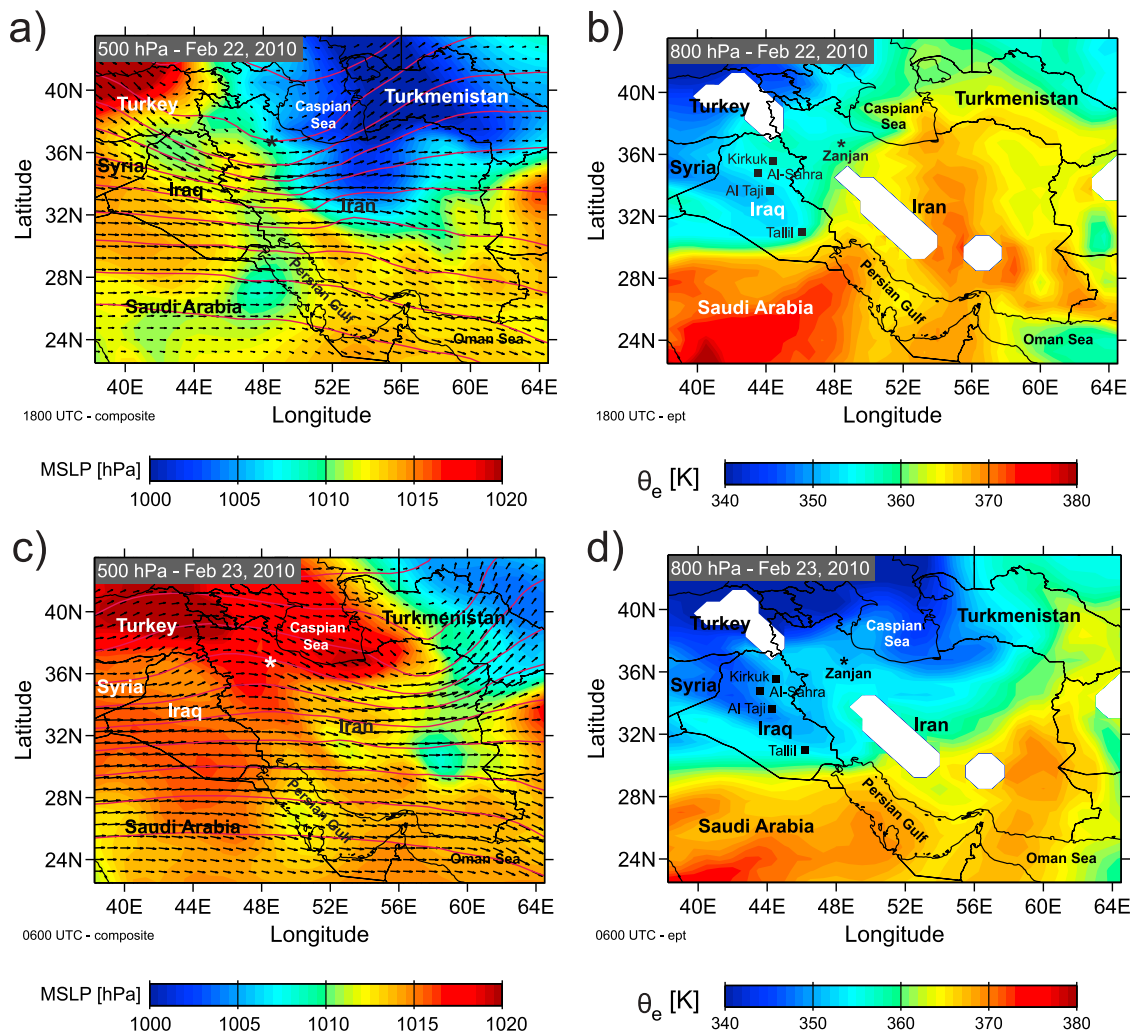 a)
500 hPa - Feb 22, 2010
40N
36N
32N
28N
24N
Latitude
Turkey
Caspian
Sea
Turkmenistan
*
Syria
Iraq
Iran
Persian Gulf
Saudi Arabia
Oman Sea
40E 44E 48E 52E 56E 60E 64E
1800 UTC - composite
Longitude
MSLP [hPa]
1000 1005 1010 1015 1020
b)
800 hPa - Feb 22, 2010
40N
36N
32N
28N
24N
Latitude
Turkey
Caspian
Sea
Turkmenistan
*
Zanjan
Syria
Kirkuk
Al-Sahra
Al Taji
Iraq
Iran
Tallil
Persian Gulf
Saudi Arabia
Oman Sea
40E 44E 48E 52E 56E 60E 64E
1800 UTC - ept
Longitude
θe [K]
340 350 360 370 380
c)
500 hPa - Feb 23, 2010
40N
36N
32N
28N
24N
Latitude
Turkey
Caspian
Sea
Turkmenistan
*
Syria
Iraq
Iran
Persian Gulf
Saudi Arabia
Oman Sea
40E 44E 48E 52E 56E 60E 64E
0600 UTC - composite
Longitude
MSLP [hPa]
1000 1005 1010 1015 1020
d)
800 hPa - Feb 23, 2010
40N
36N
32N
28N
24N
Latitude
Turkey
Caspian
Sea
Turkmenistan
*
Zanjan
Syria
Kirkuk
Al-Sahra
Al Taji
Iraq
Iran
Tallil
Persian Gulf
Saudi Arabia
Oman Sea
40E 44E 48E 52E 56E 60E 64E
0600 UTC - ept
Longitude
θe [K]
340 350 360 370 380